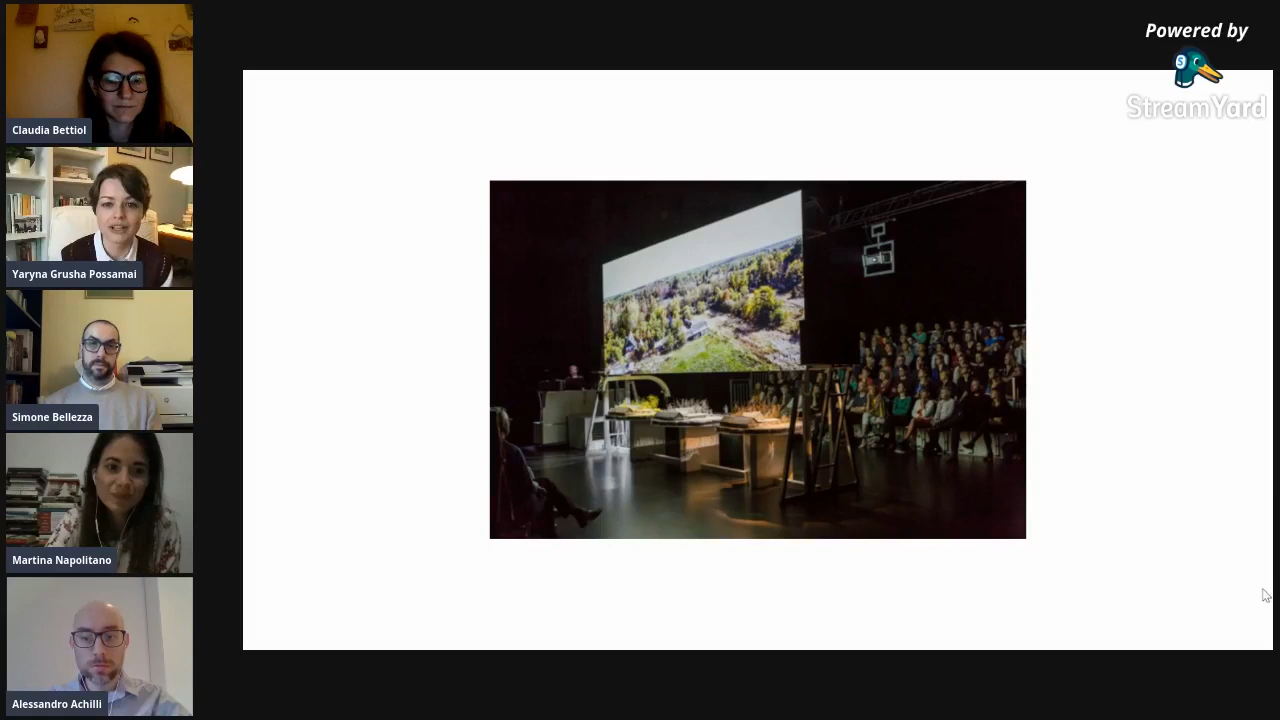 Claudia Bettiol
Yaryna Grusha Possamai
Simone Bellezza
Martina Napolitano
Alessandro Achilli
Powered by
S
StreamYard